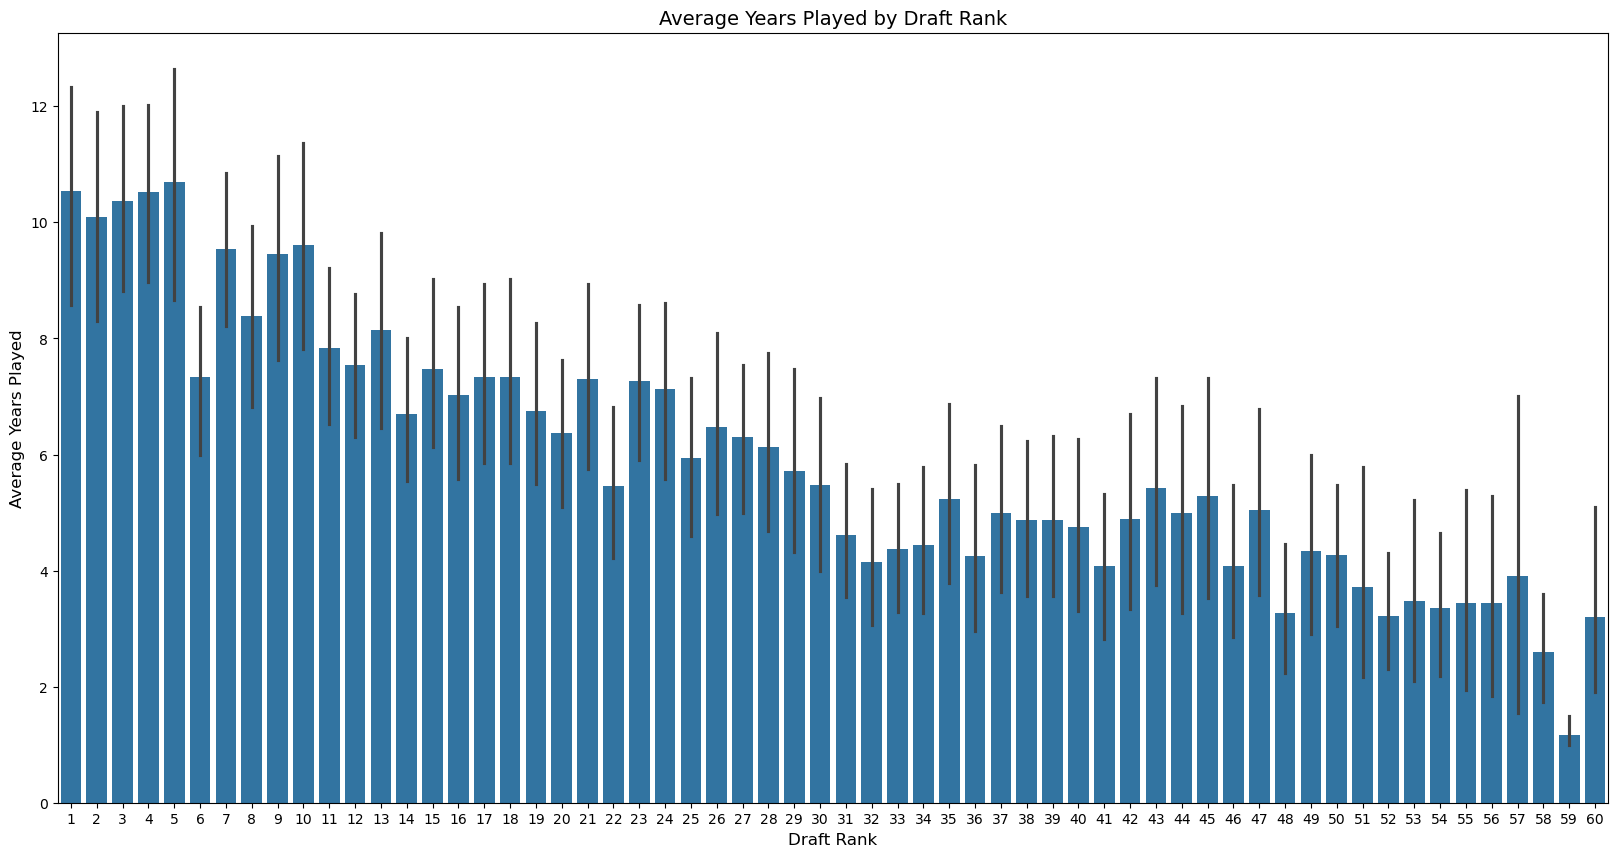 Average Years Played by Draft Rank
Average Years Played
12
10
8
6
4
2
0
1 2 3 4 5 6 7 8 9 10 11 12 13 14 15 16 17 18 19 20 21 22 23 24 25 26 27 28 29 30 31 32 33 34 35 36 37 38 39 40 41 42 43 44 45 46 47 48 49 50 51 52 53 54 55 56 57 58 59 60
Draft Rank